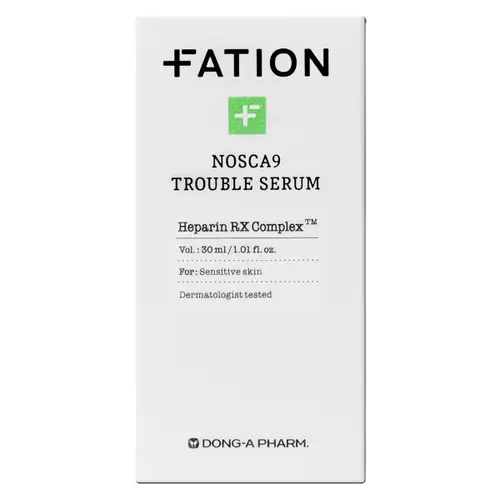 FATION
NOSCA9
TROUBLE SERUM
Heparin RX Complex™
Vol.: 30 ml/1.01 fl. oz.
For: Sensitive skin
Dermatologist tested
DONG-A PHARM.